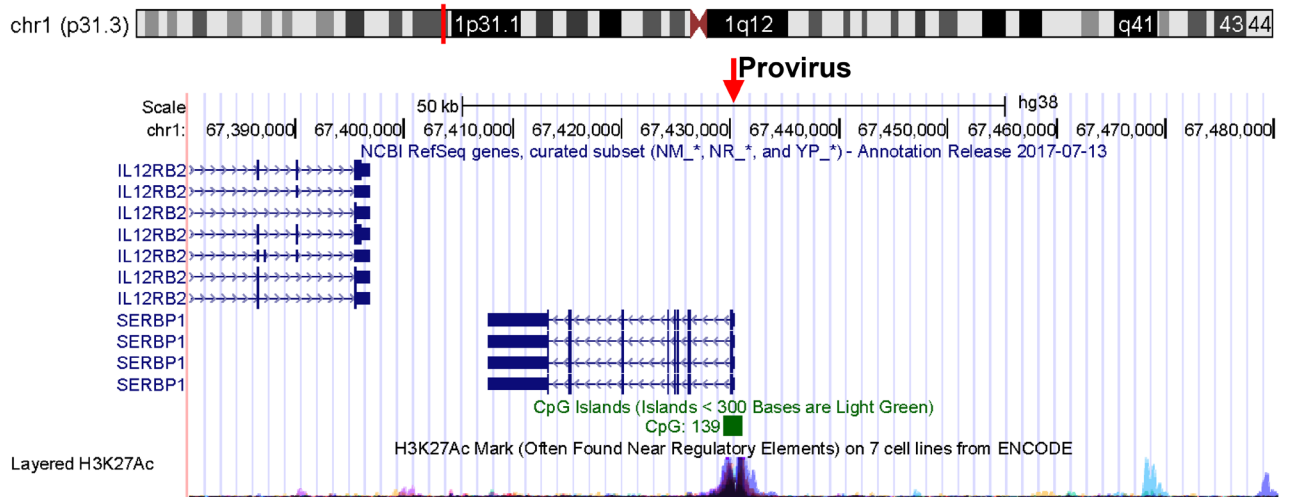 chr1 (p31.3) 1p31.1 1q12 q41 43 44
Provirus
Scale 50 kb hg38
chr1: 67,390,000 67,400,000 67,410,000 67,420,000 67,430,000 67,440,000 67,450,000 67,460,000 67,470,000 67,480,000
NCBI RefSeq genes, curated subset (NM_*, NR_*, and YP_*) - Annotation Release 2017-07-13
IL12RB2
IL12RB2
IL12RB2
IL12RB2
IL12RB2
IL12RB2
IL12RB2
SERBP1
SERBP1
SERBP1
SERBP1
CpG Islands (Islands < 300 Bases are Light Green)
CpG: 139
H3K27Ac Mark (Often Found Near Regulatory Elements) on 7 cell lines from ENCODE
Layered H3K27Ac